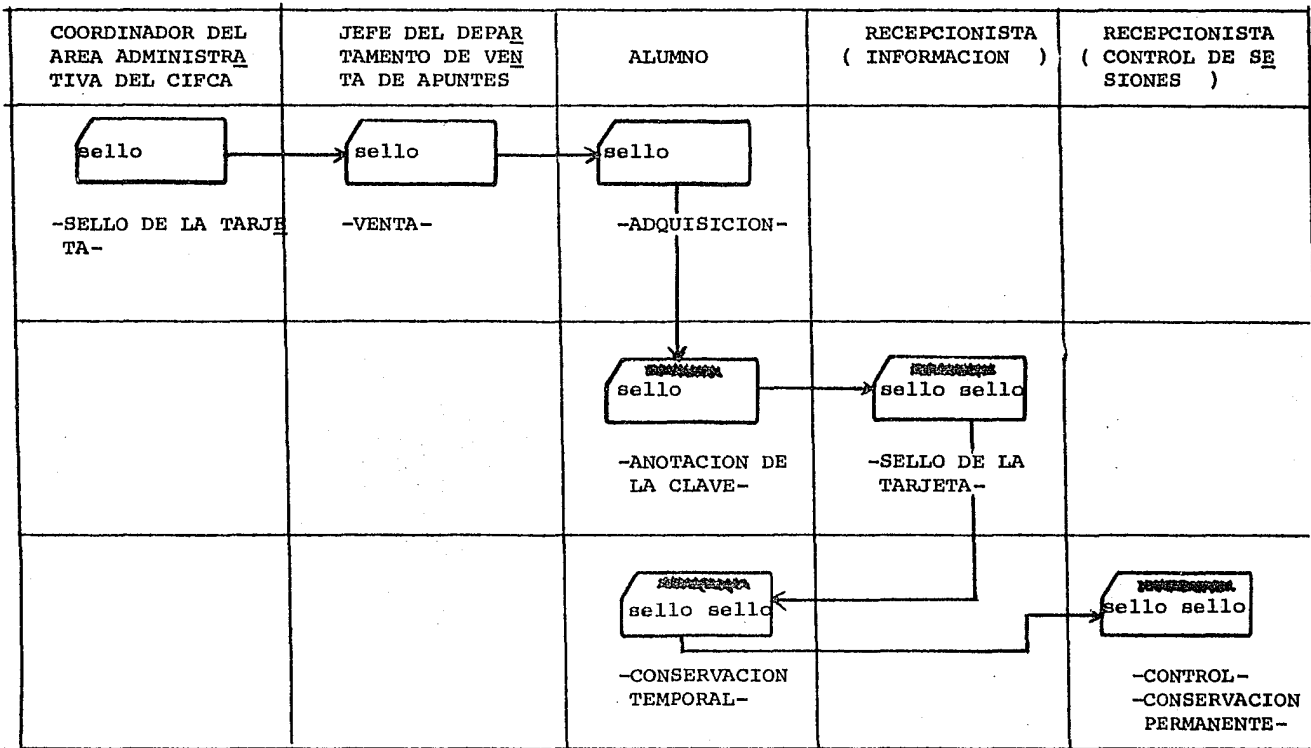 COORDINADOR DEL
AREA ADMINISTRA
TIVA DEL CIFCA
JEFE DEL DEPAR
TAMENTO DE VEN
TA DE APUNTES
ALUMNO
RECEPCIONISTA
( INFORMACION )
RECEPCIONISTA
( CONTROL DE SE
SIONES )
sello
sello
sello
-SELLO DE LA TARJE
TA-
-VENTA-
-ADQUISICION-
sello
sello sello
-ANOTACION DE
LA CLAVE-
-SELLO DE LA
TARJETA-
sello sello
sello sello
-CONSERVACION
TEMPORAL-
-CONTROL-
-CONSERVACION
PERMANENTE-